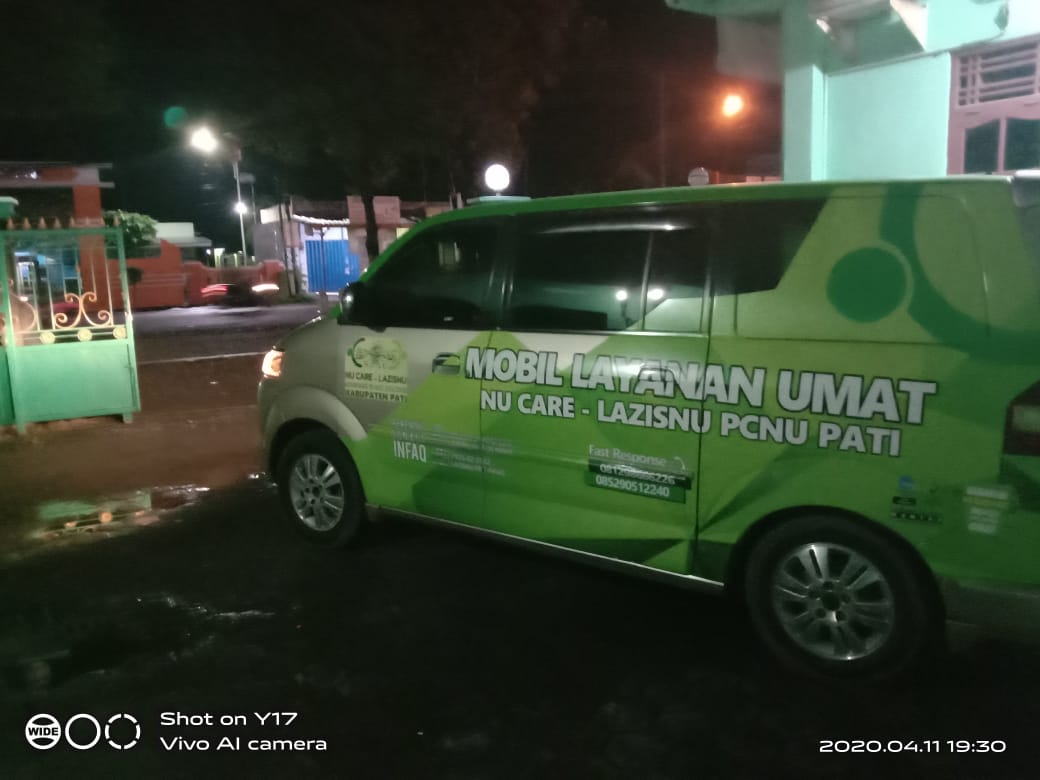 NU CARE - LAZISNU
KABUPATEN PATI
MOBIL LAYANAN UMAT
NU CARE - LAZISNU PCNU PATI
INFAQ
Fast Response
085290512240
WIDE
Shot on Y17
Vivo AI camera
2020.04.11 19:30